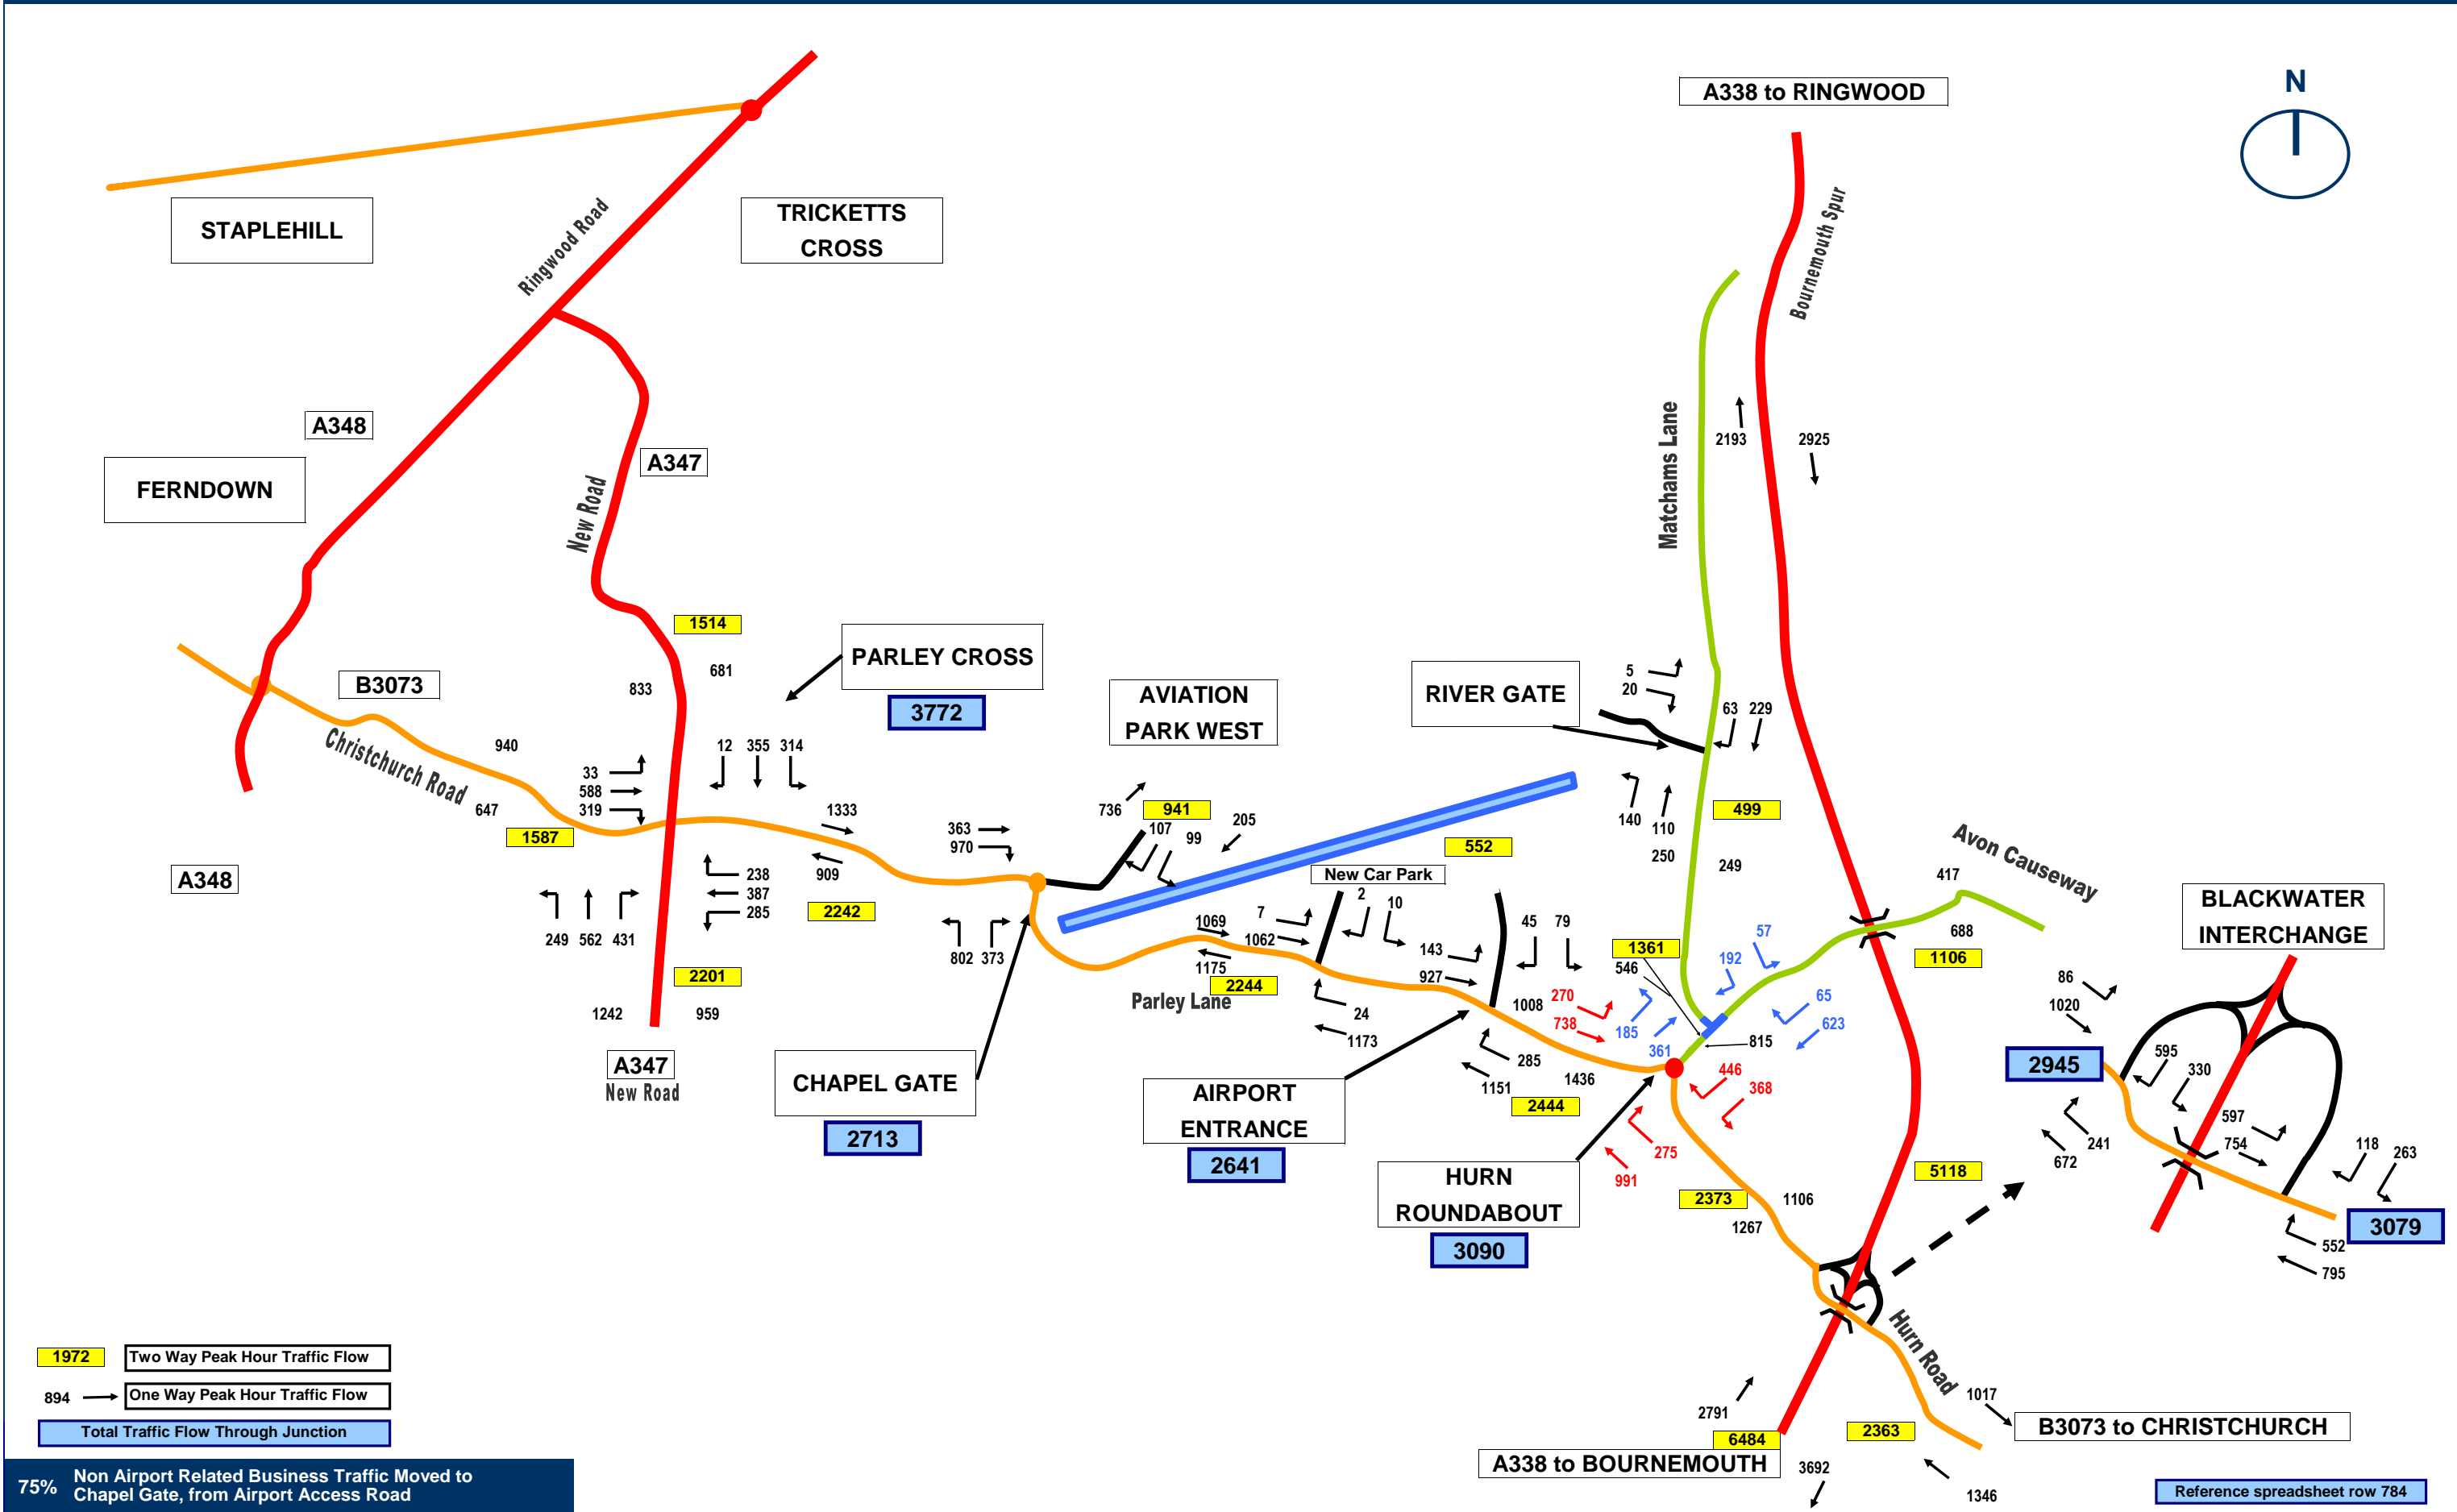 A338 to RINGWOOD
N
STAPLEHILL
TRICKETTS
CROSS
Ringwood Road
Bournemouth Spur
A348
A347
FERNDOWN
New Road
Matchams Lane
2193
2925
1514
681
833
PARLEY CROSS
3772
B3073
Christchurch Road
940
647
1587
33
588
319
12
355
314
1333
909
2242
238
387
285
249
562
431
2201
1242
959
A347
New Road
A348
AVIATION
PARK WEST
736
941
107
99
205
363
970
802
373
CHAPEL GATE
2713
1069
1062
1175
2244
Parley Lane
552
New Car Park
7
2
10
24
1173
143
927
45
79
1008
285
1151
1436
2444
AIRPORT
ENTRANCE
2641
RIVER GATE
5
20
63
229
140
110
250
249
499
1361
546
192
57
65
623
185
361
815
270
738
446
368
275
991
HURN
ROUNDABOUT
3090
Avon Causeway
417
688
1106
5118
2373
1106
1267
BLACKWATER
INTERCHANGE
86
1020
2945
595
330
597
754
241
672
118
263
3079
552
795
Hurn Road
1017
B3073 to CHRISTCHURCH
2363
1346
2791
6484
A338 to BOURNEMOUTH
3692
1972 Two Way Peak Hour Traffic Flow
894 One Way Peak Hour Traffic Flow
Total Traffic Flow Through Junction
75% Non Airport Related Business Traffic Moved to
Chapel Gate, from Airport Access Road
Reference spreadsheet row 784